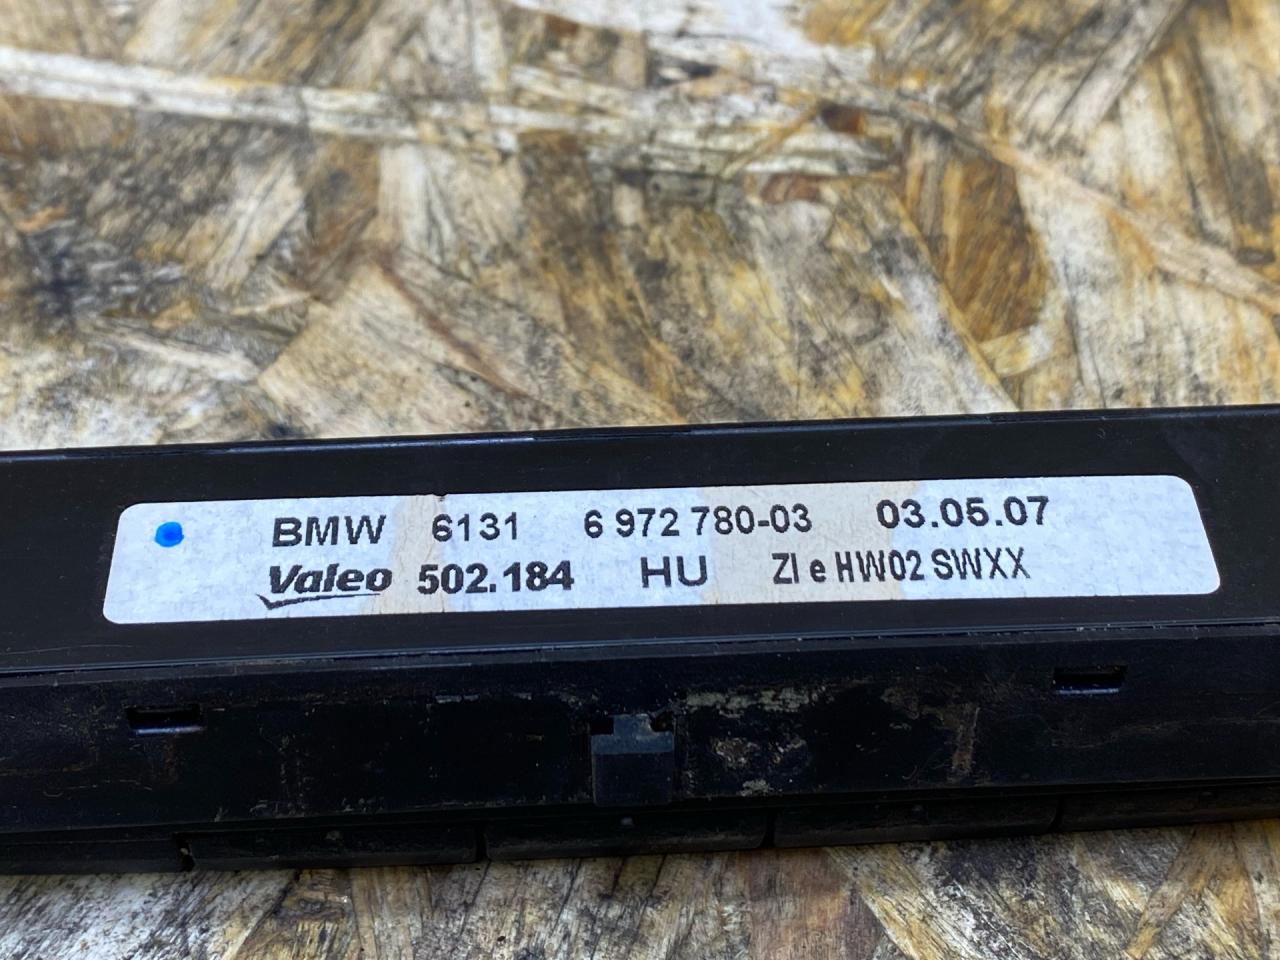 BMW 6131 6 972 780-03 03.05.07
Valeo 502.184 HU ZI e HW02 SWXX